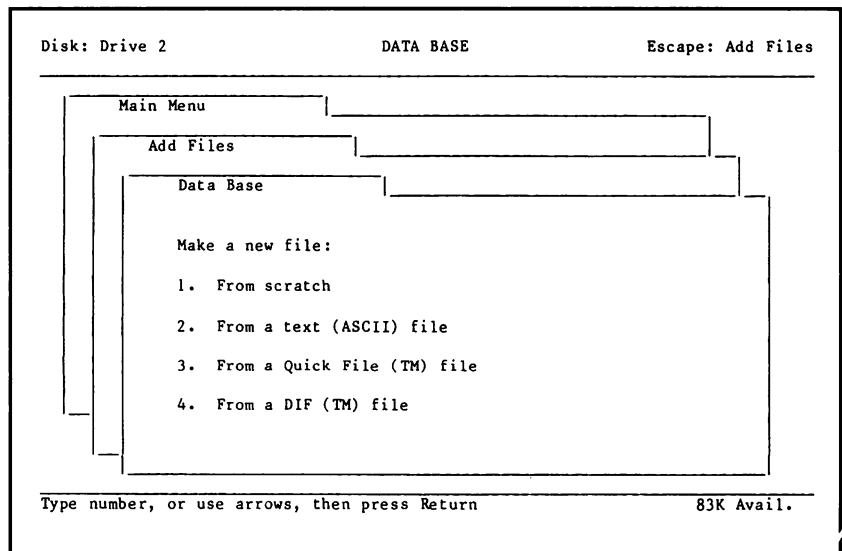 Disk: Drive 2 DATA BASE Escape: Add Files
Main Menu
Add Files
Data Base
Make a new file:
1. From scratch
2. From a text (ASCII) file
3. From a Quick File (TM) file
4. From a DIF (TM) file
Type number, or use arrows, then press Return 83K Avail.